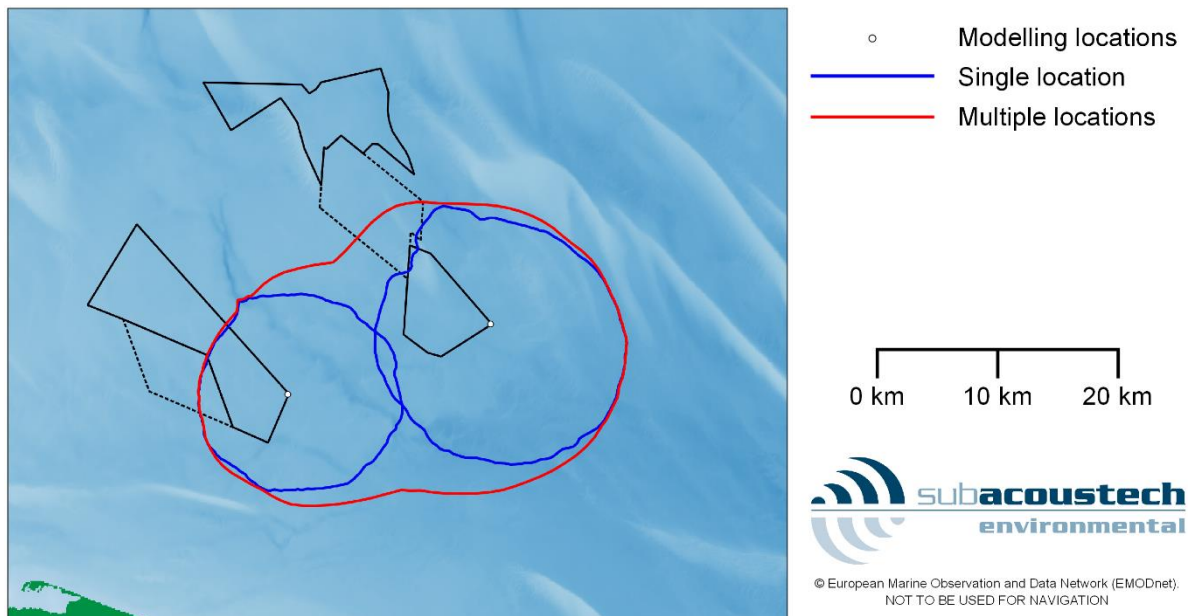 Modelling locations
Single location
Multiple locations
0 km 10 km 20 km
subacoustech
environmental
© European Marine Observation and Data Network (EMODnet).
NOT TO BE USED FOR NAVIGATION